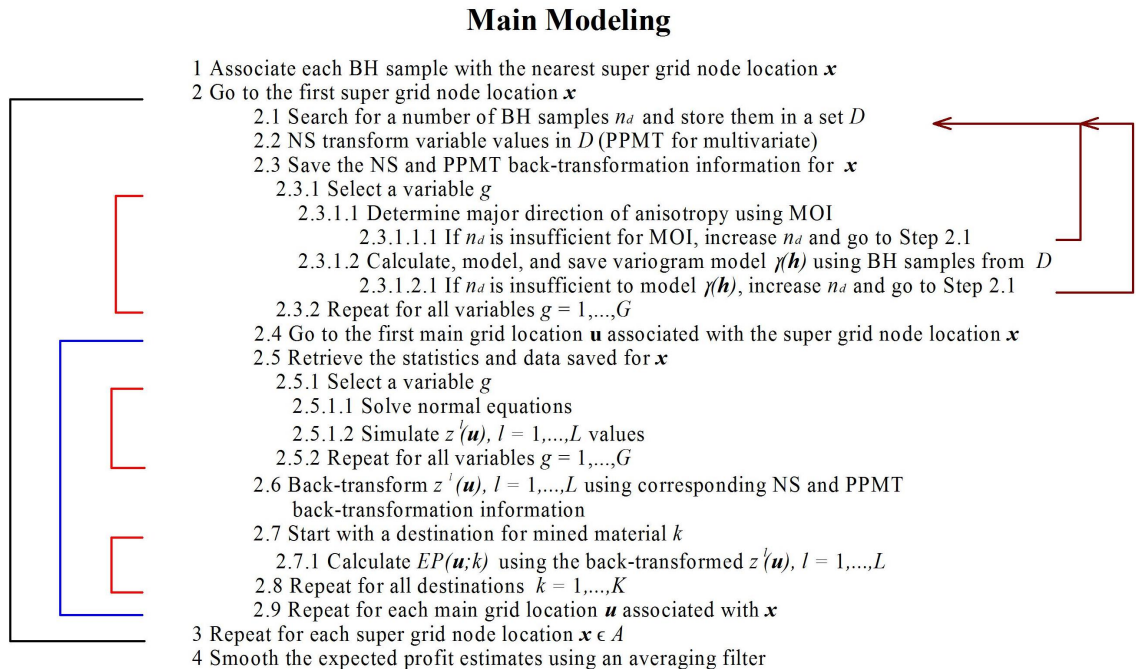 Main Modeling
1 Associate each BH sample with the nearest super grid node location x
2 Go to the first super grid node location x
2.1 Search for a number of BH samples n_d and store them in a set D
2.2 NS transform variable values in D (PPMT for multivariate)
2.3 Save the NS and PPMT back-transformation information for x
2.3.1 Select a variable g
2.3.1.1 Determine major direction of anisotropy using MOI
2.3.1.1.1 If n_d is insufficient for MOI, increase n_d and go to Step 2.1
2.3.1.2 Calculate, model, and save variogram model γ(h) using BH samples from D
2.3.1.2.1 If n_d is insufficient to model γ(h), increase n_d and go to Step 2.1
2.3.2 Repeat for all variables g = 1,...,G
2.4 Go to the first main grid location u associated with the super grid node location x
2.5 Retrieve the statistics and data saved for x
2.5.1 Select a variable g
2.5.1.1 Solve normal equations
2.5.1.2 Simulate z^l(u), l = 1,...,L values
2.5.2 Repeat for all variables g = 1,...,G
2.6 Back-transform z^l(u), l = 1,...,L using corresponding NS and PPMT
back-transformation information
2.7 Start with a destination for mined material k
2.7.1 Calculate EP(u;k) using the back-transformed z^l(u), l = 1,...,L
2.8 Repeat for all destinations k = 1,...,K
2.9 Repeat for each main grid location u associated with x
3 Repeat for each super grid node location x ϵ A
4 Smooth the expected profit estimates using an averaging filter